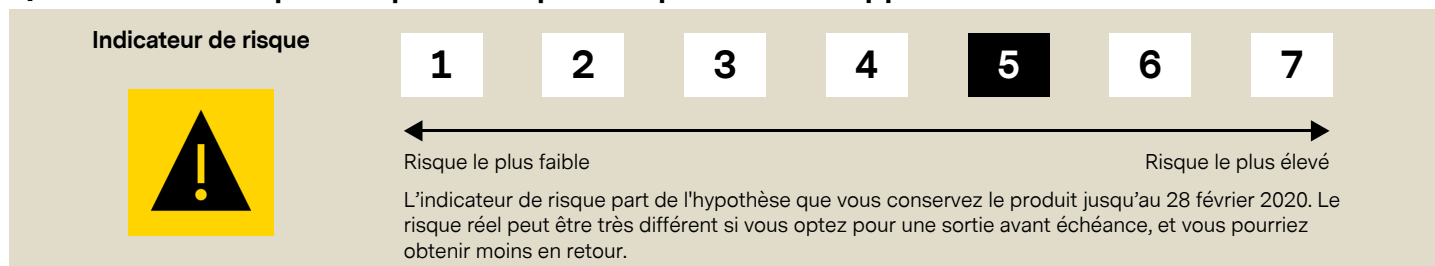 Indicateur de risque
1 2 3 4 5 6 7
Risque le plus faible
Risque le plus élevé
L’indicateur de risque part de l'hypothèse que vous conservez le produit jusqu’au 28 février 2020. Le
risque réel peut être très différent si vous optez pour une sortie avant échéance, et vous pourriez
obtenir moins en retour.